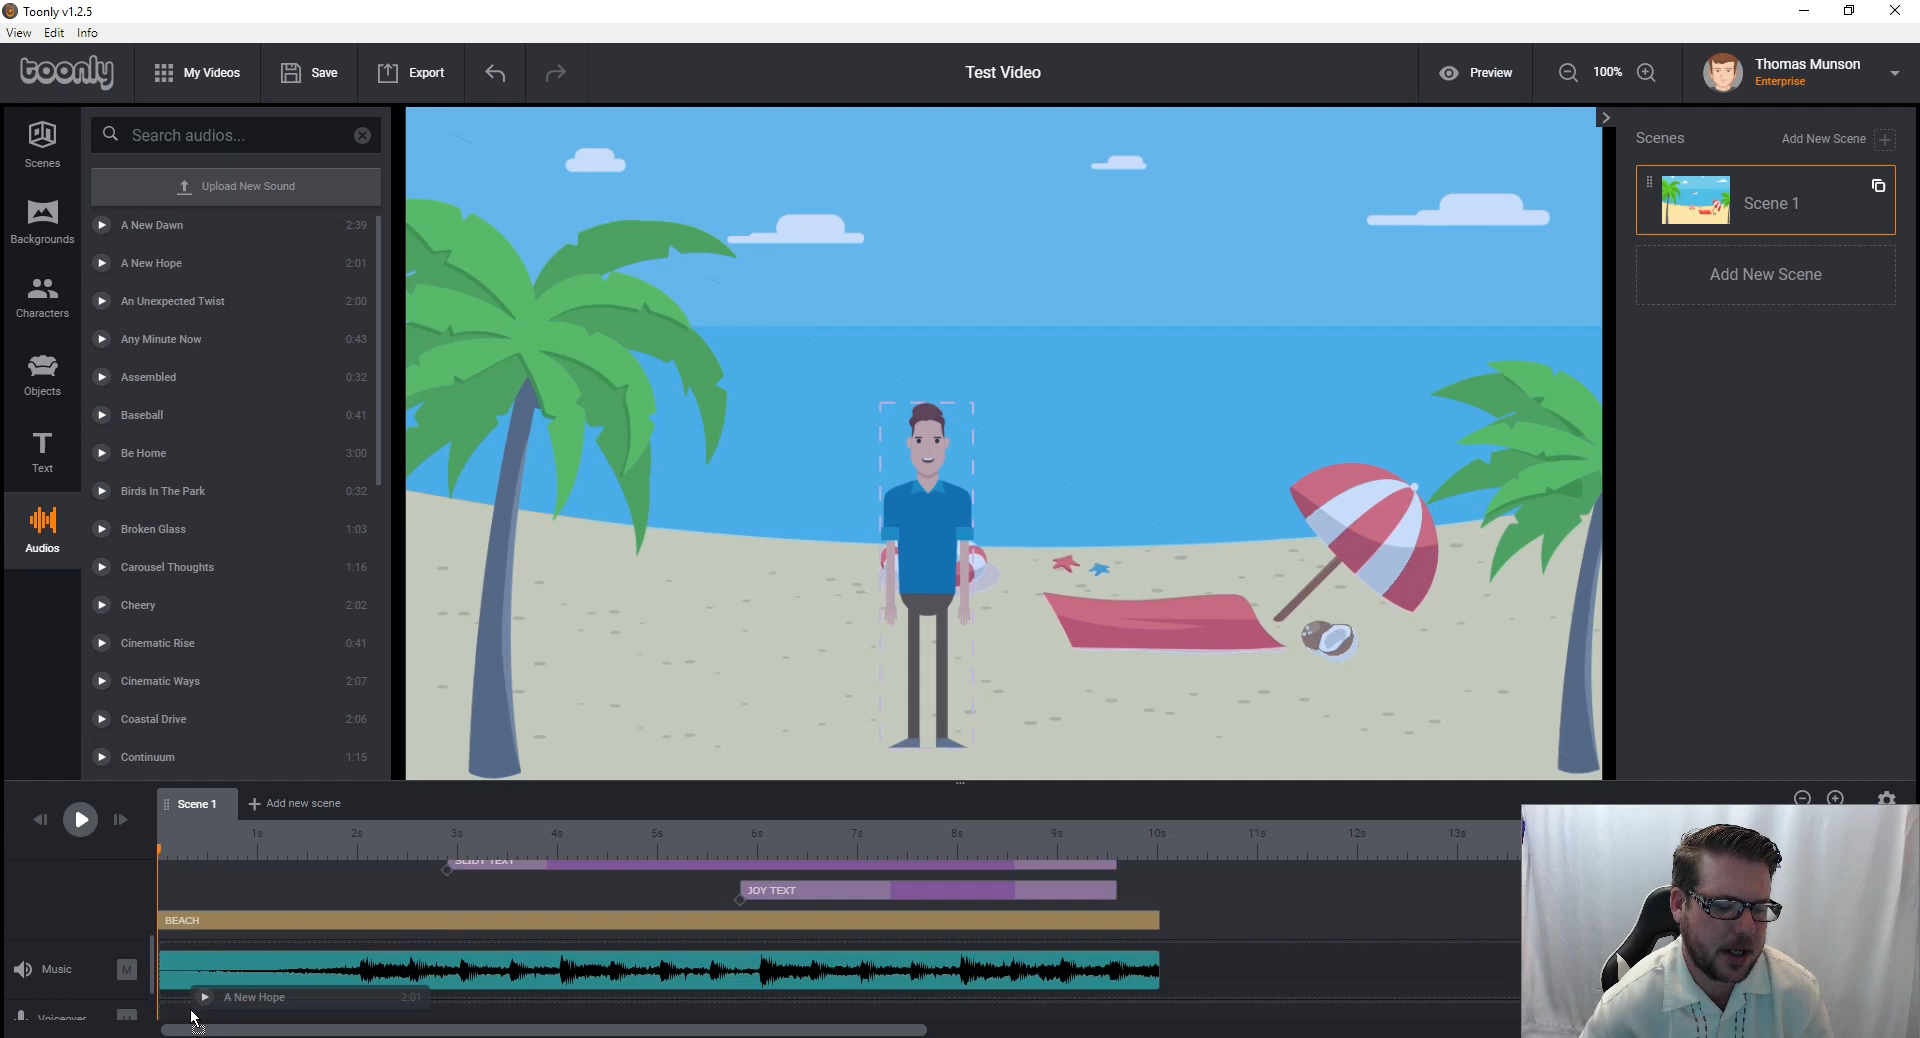 Toonly v1.2.5
View Edit Info
toonly
My Videos
Save
Export
Test Video
Preview
100%
Thomas Munson
Enterprise
Scenes
Backgrounds
Characters
Objects
Text
Audios
Search audios...
Upload New Sound
A New Dawn 2:39
A New Hope 2:01
An Unexpected Twist 2:00
Any Minute Now 0:43
Assembled 0:32
Baseball 0:41
Be Home 3:00
Birds In The Park 0:32
Broken Glass 1:03
Carousel Thoughts 1:16
Cheery 2:02
Cinematic Rise 0:41
Cinematic Ways 2:07
Coastal Drive 2:06
Continuum 1:15
Scenes
Add New Scene
Scene 1
Add New Scene
Scene 1
Add new scene
1s 2s 3s 4s 5s 6s 7s 8s 9s 10s 11s 12s 13s
JOY TEXT
BEACH
Music M
A New Hope 2:01
Voiceover M